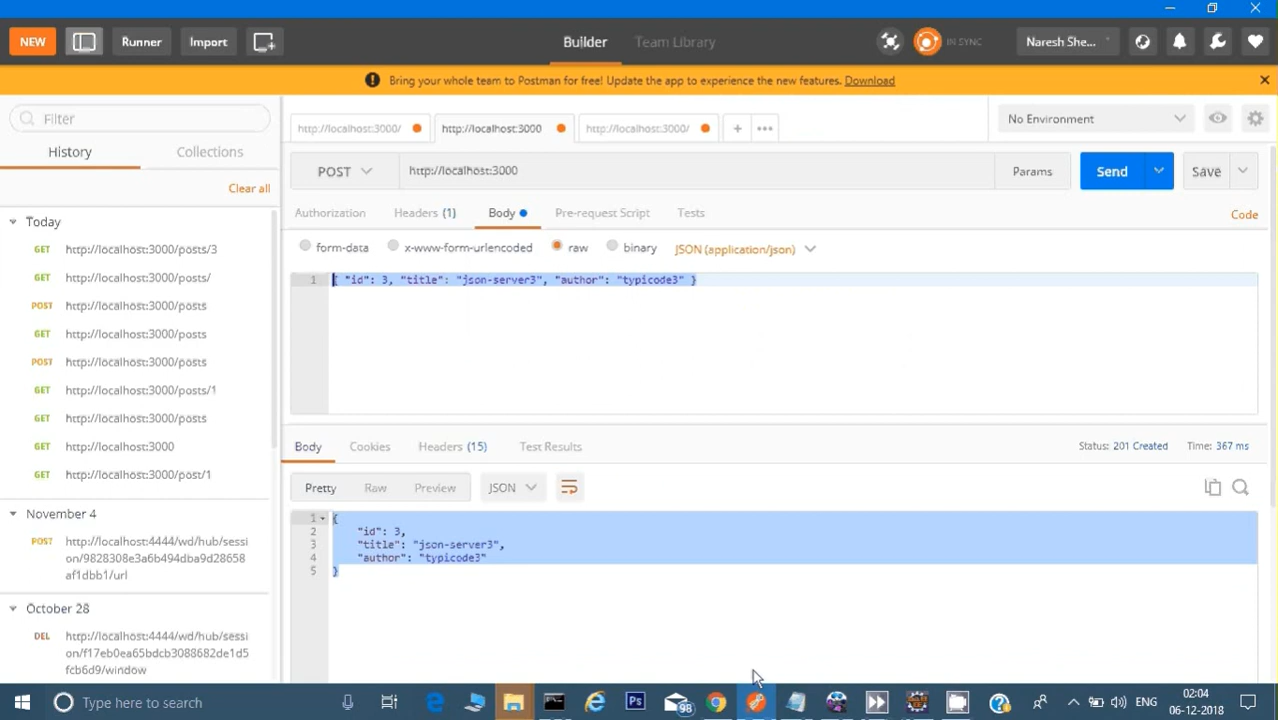 NEW Runner Import Builder Team Library IN SYNC Naresh She...
Bring your whole team to Postman for free! Update the app to experience the new features. Download
Filter
History Collections
Clear all
Today
GET http://localhost:3000/posts/3
GET http://localhost:3000/posts/
POST http://localhost:3000/posts
GET http://localhost:3000/posts
POST http://localhost:3000/posts
GET http://localhost:3000/posts/1
GET http://localhost:3000/posts
GET http://localhost:3000
GET http://localhost:3000/post/1
November 4
POST http://localhost:4444/wd/hub/sessi
on/9828308e3a6b494dba9d28658
af1dbb1/url
October 28
DEL http://localhost:4444/wd/hub/sessi
on/f17eb0ea65bdcb3088682de1d5
fcb6d9/window
http://localhost:3000/ http://localhost:3000 http://localhost:3000/ + •••
No Environment
POST http://localhost:3000 Params Send Save
Authorization Headers (1) Body Pre-request Script Tests Code
form-data x-www-form-urlencoded raw binary JSON (application/json)
1 { "id": 3, "title": "json-server3", "author": "typicode3" }
Body Cookies Headers (15) Test Results Status: 201 Created Time: 367 ms
Pretty Raw Preview JSON
1 {
2 "id": 3,
3 "title": "json-server3",
4 "author": "typicode3"
5 }
Type here to search 98 ENG 02:04
06-12-2018